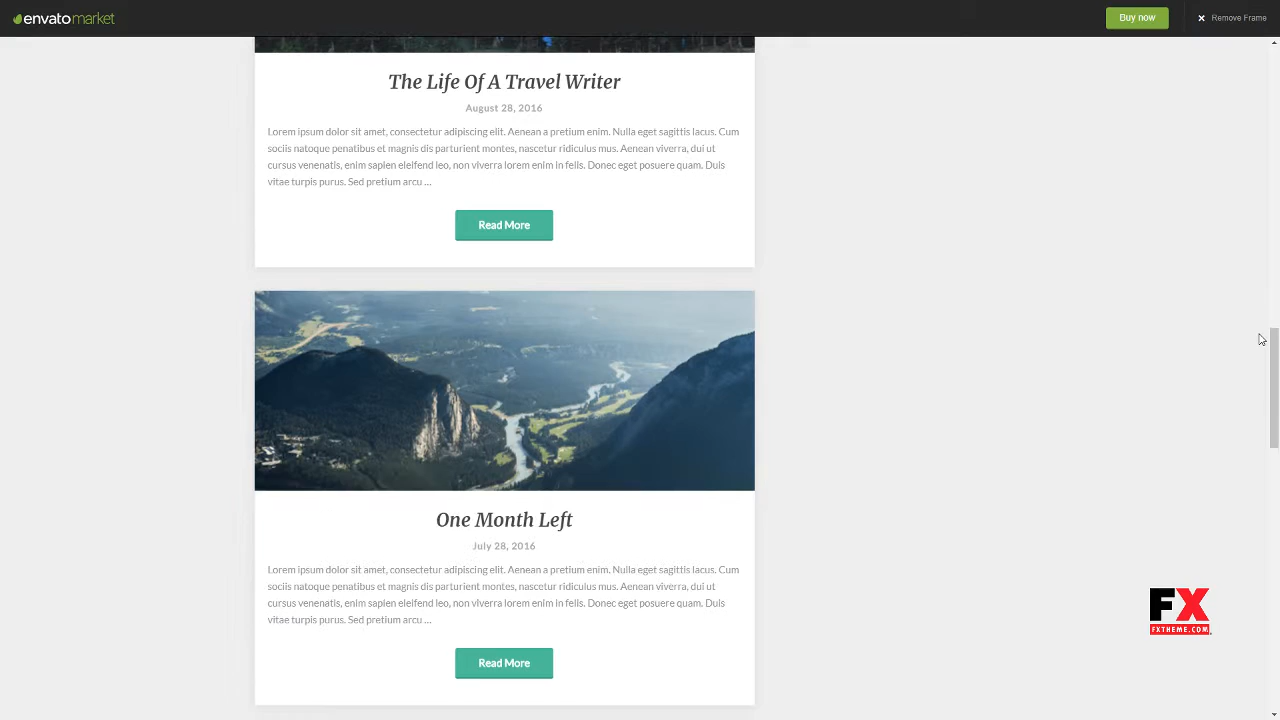 envatomarket
Buy now
Remove Frame
The Life Of A Travel Writer
August 28, 2016
Lorem ipsum dolor sit amet, consectetur adipiscing elit. Aenean a pretium enim. Nulla eget sagittis lacus. Cum
sociis natoque penatibus et magnis dis parturient montes, nascetur ridiculus mus. Aenean viverra, dui ut
cursus venenatis, enim sapien eleifend leo, non viverra lorem enim in felis. Donec eget posuere quam. Duis
vitae turpis purus. Sed pretium arcu ...
Read More
One Month Left
July 28, 2016
Lorem ipsum dolor sit amet, consectetur adipiscing elit. Aenean a pretium enim. Nulla eget sagittis lacus. Cum
sociis natoque penatibus et magnis dis parturient montes, nascetur ridiculus mus. Aenean viverra, dui ut
cursus venenatis, enim sapien eleifend leo, non viverra lorem enim in felis. Donec eget posuere quam. Duis
vitae turpis purus. Sed pretium arcu ...
Read More
FX
FXTHEME.COM